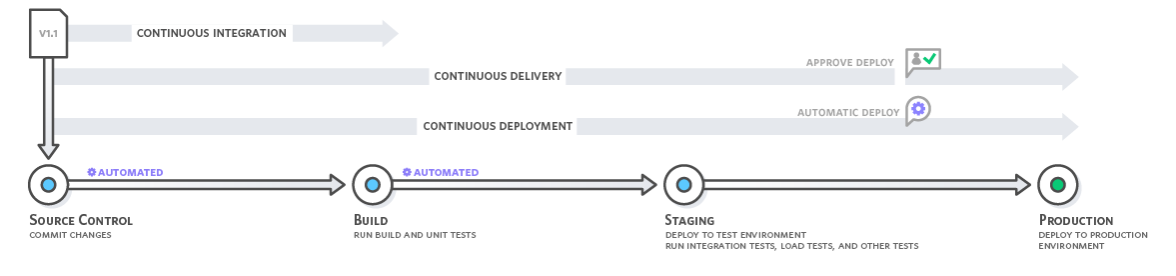 V1.1
CONTINUOUS INTEGRATION
APPROVE DEPLOY
CONTINUOUS DELIVERY
AUTOMATIC DEPLOY
CONTINUOUS DEPLOYMENT
AUTOMATED
AUTOMATED
SOURCE CONTROL
COMMIT CHANGES
BUILD
RUN BUILD AND UNIT TESTS
STAGING
DEPLOY TO TEST ENVIRONMENT
RUN INTEGRATION TESTS, LOAD TESTS, AND OTHER TESTS
PRODUCTION
DEPLOY TO PRODUCTION
ENVIRONMENT